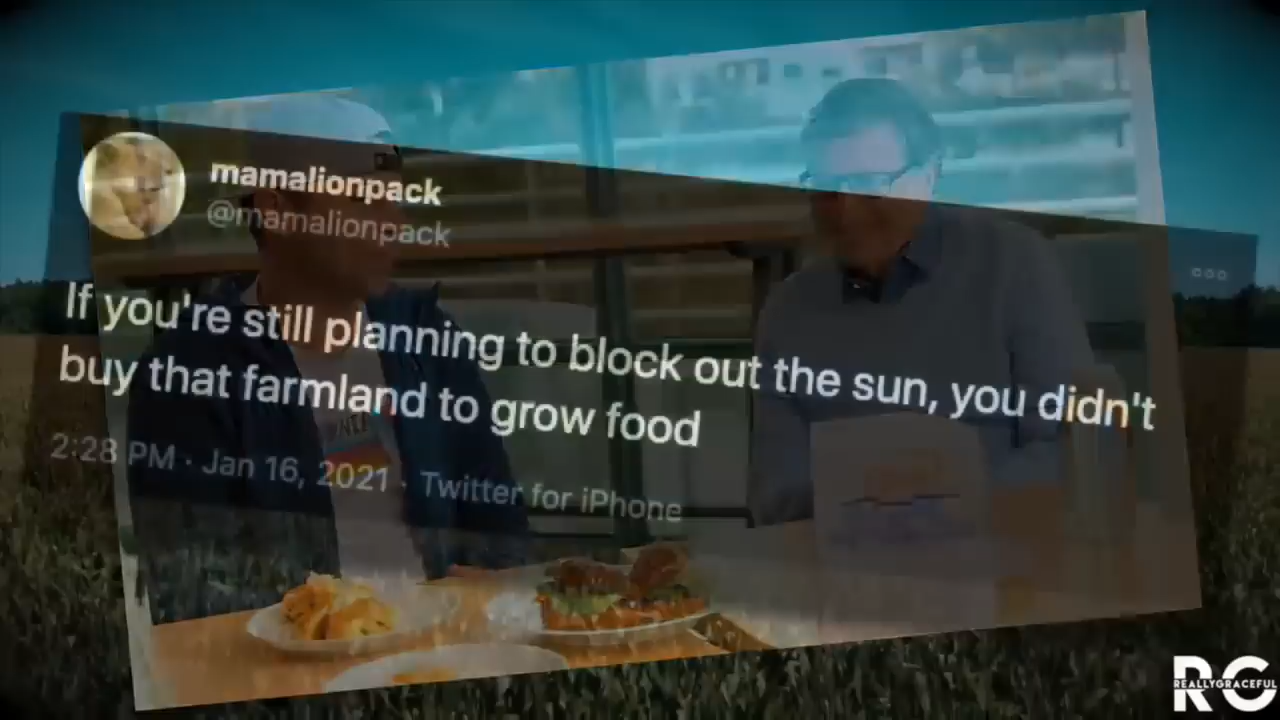 mamalionpack
@mamalionpack
If you're still planning to block out the sun, you didn't
buy that farmland to grow food
2:28 PM · Jan 16, 2021 · Twitter for iPhone
RG
REALLYGRACEFUL